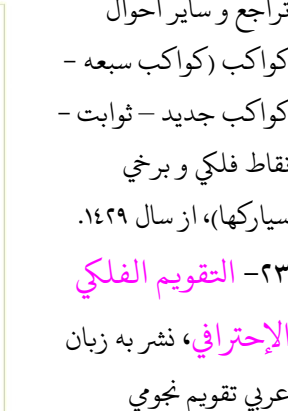 تراجع و سایر احوال
کواکب (کواکب سبعه -
کواکب جدید – ثوابت -
نقاط فلکي و برخي
سیارکها)، از سال ۱٤۲۹.
۲۳- التقویم الفلکي
الإحترافي، نشر به زبان
عربي تقویم نجومي